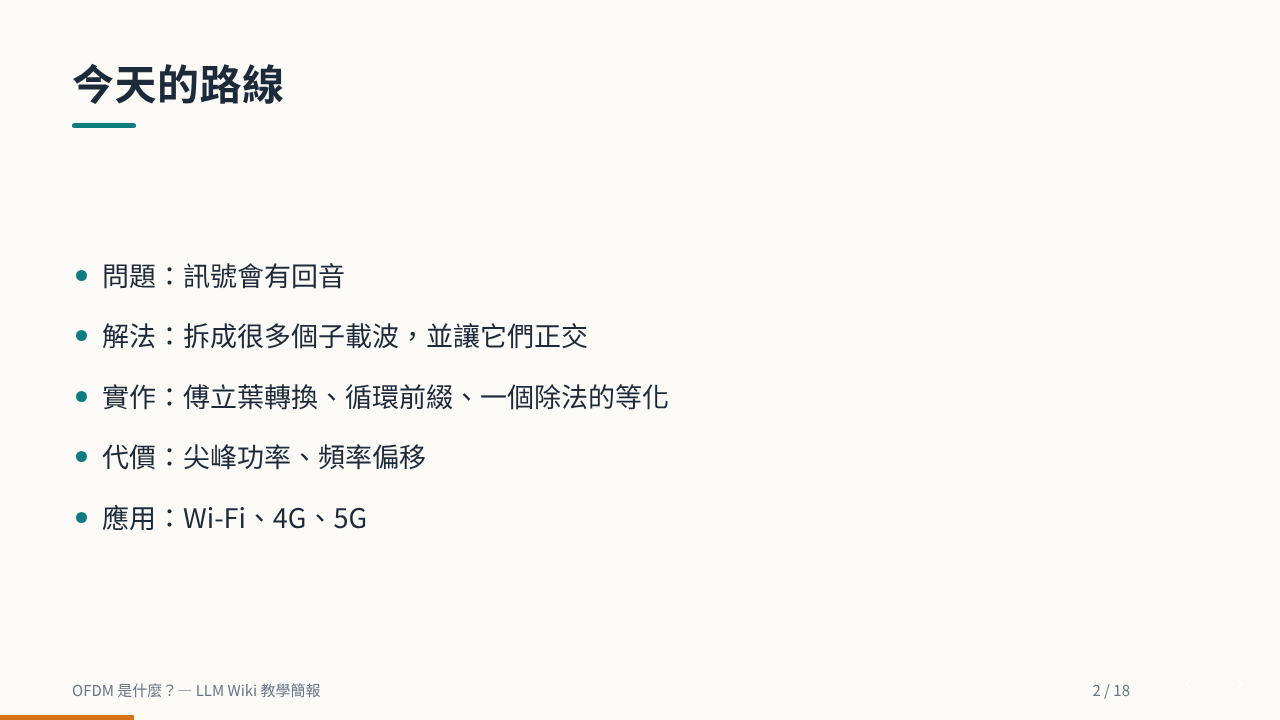 今天的路線
問題：訊號會有回音
解法：拆成很多個子載波，並讓它們正交
實作：傅立葉轉換、循環前綴、一個除法的等化
代價：尖峰功率、頻率偏移
應用：Wi-Fi、4G、5G
OFDM 是什麼？— LLM Wiki 教學簡報
2 / 18